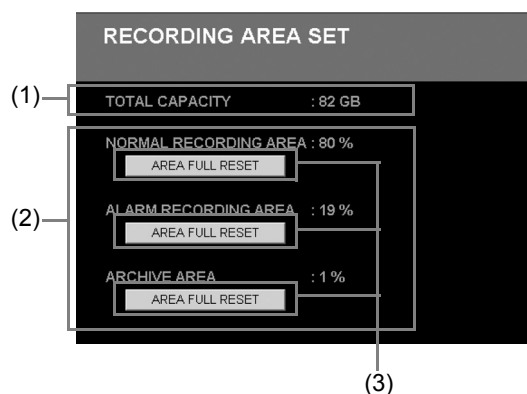 RECORDING AREA SET
(1)
TOTAL CAPACITY : 82 GB
NORMAL RECORDING AREA : 80 %
AREA FULL RESET
(2)
ALARM RECORDING AREA : 19 %
AREA FULL RESET
ARCHIVE AREA : 1 %
AREA FULL RESET
(3)